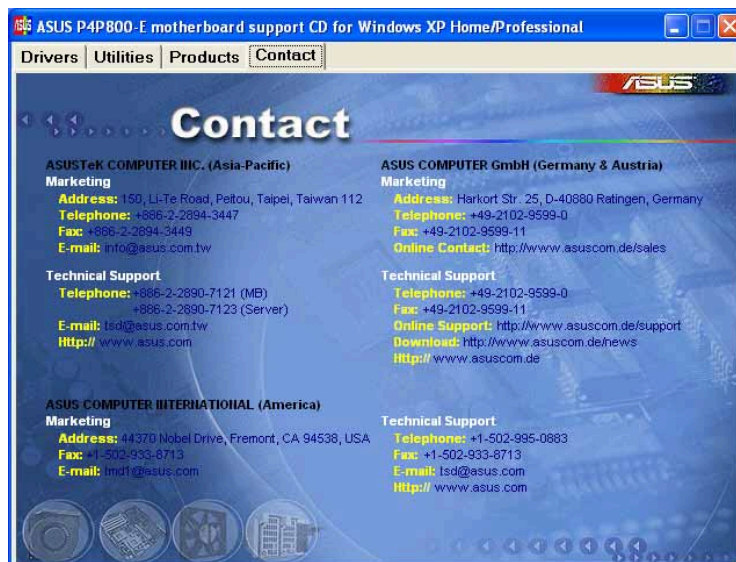 ASUS P4P800-E motherboard support CD for Windows XP Home/Professional
Drivers Utilities Products Contact
ASUS
Contact
ASUSTeK COMPUTER INC. (Asia-Pacific)
Marketing
Address: 150, Li-Te Road, Peitou, Taipei, Taiwan 112
Telephone: +886-2-2894-3447
Fax: +886-2-2894-3449
E-mail: info@asus.com.tw
Technical Support
Telephone: +886-2-2890-7121 (MB)
+886-2-2890-7123 (Server)
E-mail: tsd@asus.com.tw
Http:// www.asus.com
ASUS COMPUTER GmbH (Germany & Austria)
Marketing
Address: Harkort Str. 25, D-40880 Ratingen, Germany
Telephone: +49-2102-9599-0
Fax: +49-2102-9599-11
Online Contact: http://www.asuscom.de/sales
Technical Support
Telephone: +49-2102-9599-0
Fax: +49-2102-9599-11
Online Support: http://www.asuscom.de/support
Download: http://www.asuscom.de/news
Http:// www.asuscom.de
ASUS COMPUTER INTERNATIONAL (America)
Marketing
Address: 44370 Nobel Drive, Fremont, CA 94538, USA
Fax: +1-502-933-8713
E-mail: tmd1@asus.com
Technical Support
Telephone: +1-502-995-0883
Fax: +1-502-933-8713
E-mail: tsd@asus.com
Http:// www.asus.com